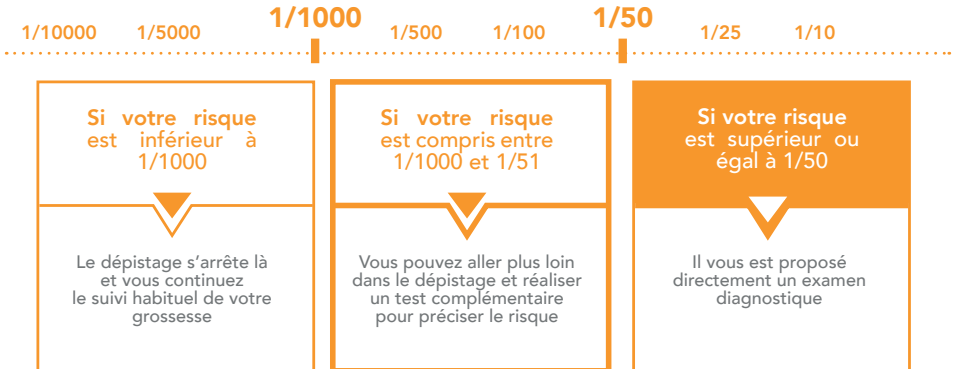 1/10000 1/5000 1/1000 1/500 1/100 1/50 1/25 1/10
Si votre risque
est inférieur à
1/1000
Le dépistage s’arrête là
et vous continuez
le suivi habituel de votre
grossesse
Si votre risque
est compris entre
1/1000 et 1/51
Vous pouvez aller plus loin
dans le dépistage et réaliser
un test complémentaire
pour préciser le risque
Si votre risque
est supérieur ou
égal à 1/50
Il vous est proposé
directement un examen
diagnostique